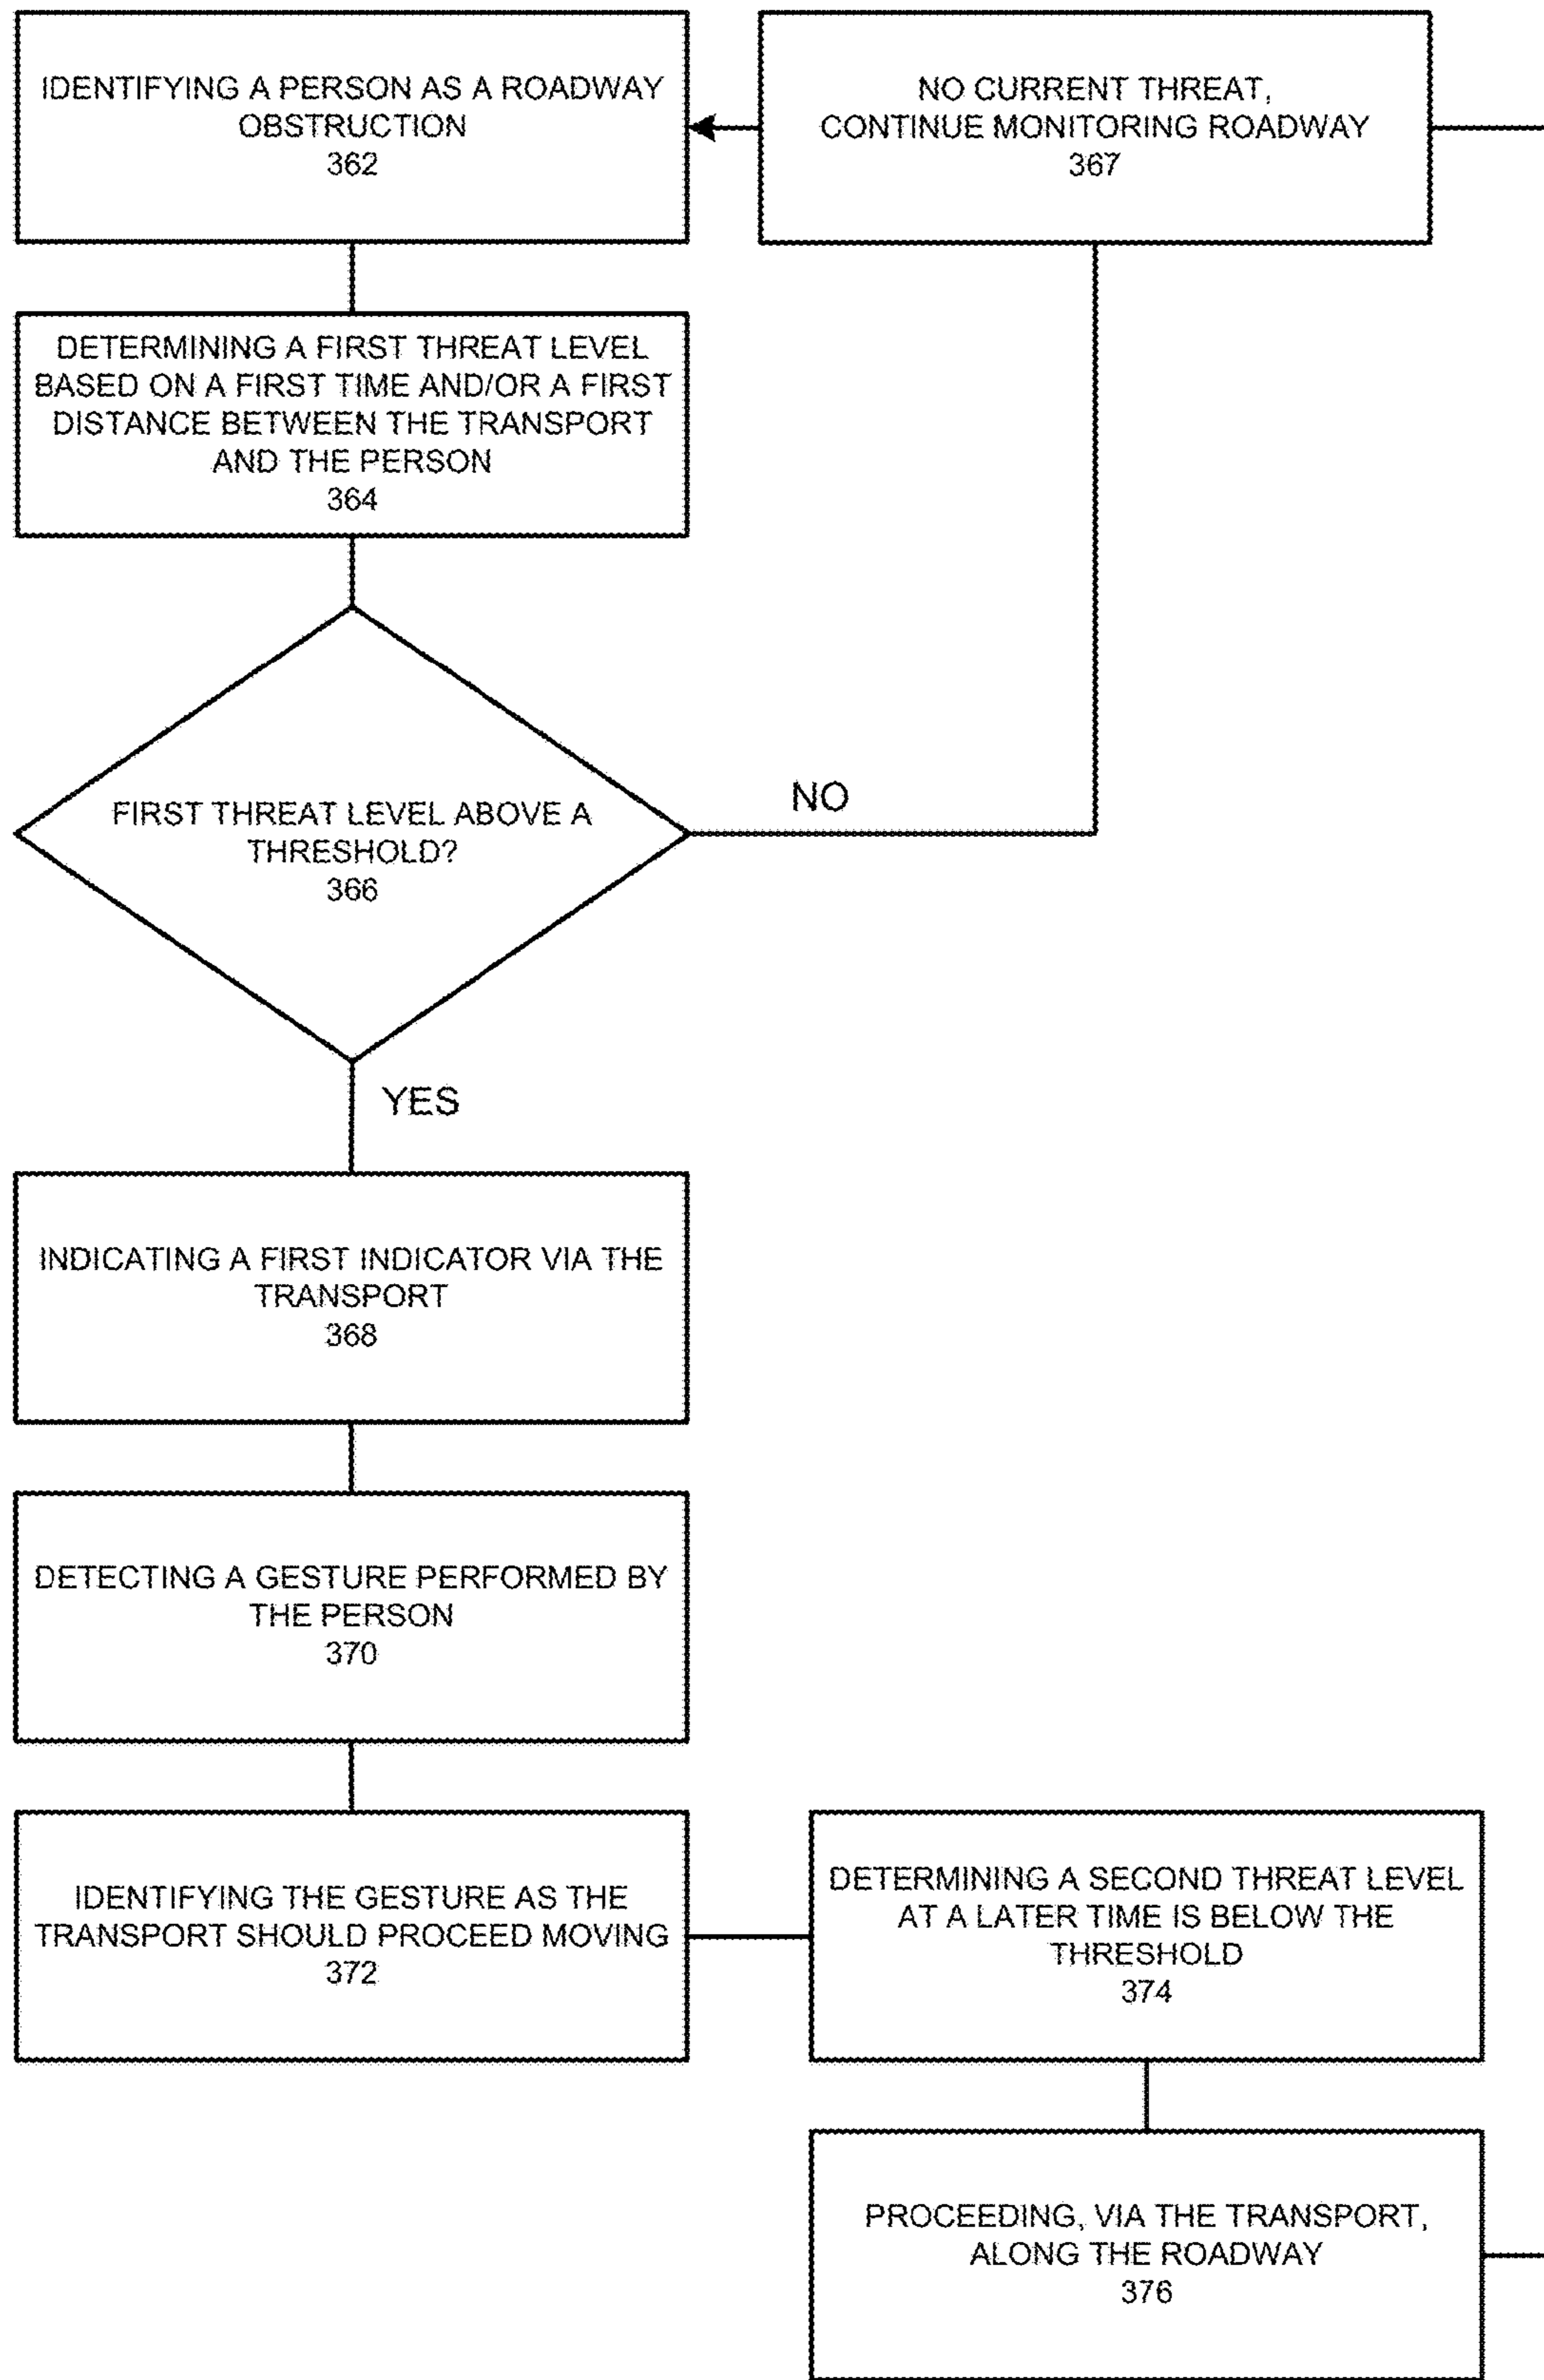 IDENTIFYING A PERSON AS A ROADWAY
OBSTRUCTION
362
NO CURRENT THREAT,
CONTINUE MONITORING ROADWAY
367
DETERMINING A FIRST THREAT LEVEL
BASED ON A FIRST TIME AND/OR A FIRST
DISTANCE BETWEEN THE TRANSPORT
AND THE PERSON
364
FIRST THREAT LEVEL ABOVE A
THRESHOLD?
366
NO
YES
INDICATING A FIRST INDICATOR VIA THE
TRANSPORT
368
DETECTING A GESTURE PERFORMED BY
THE PERSON
370
IDENTIFYING THE GESTURE AS THE
TRANSPORT SHOULD PROCEED MOVING
372
DETERMINING A SECOND THREAT LEVEL
AT A LATER TIME IS BELOW THE
THRESHOLD
374
PROCEEDING, VIA THE TRANSPORT,
ALONG THE ROADWAY
376